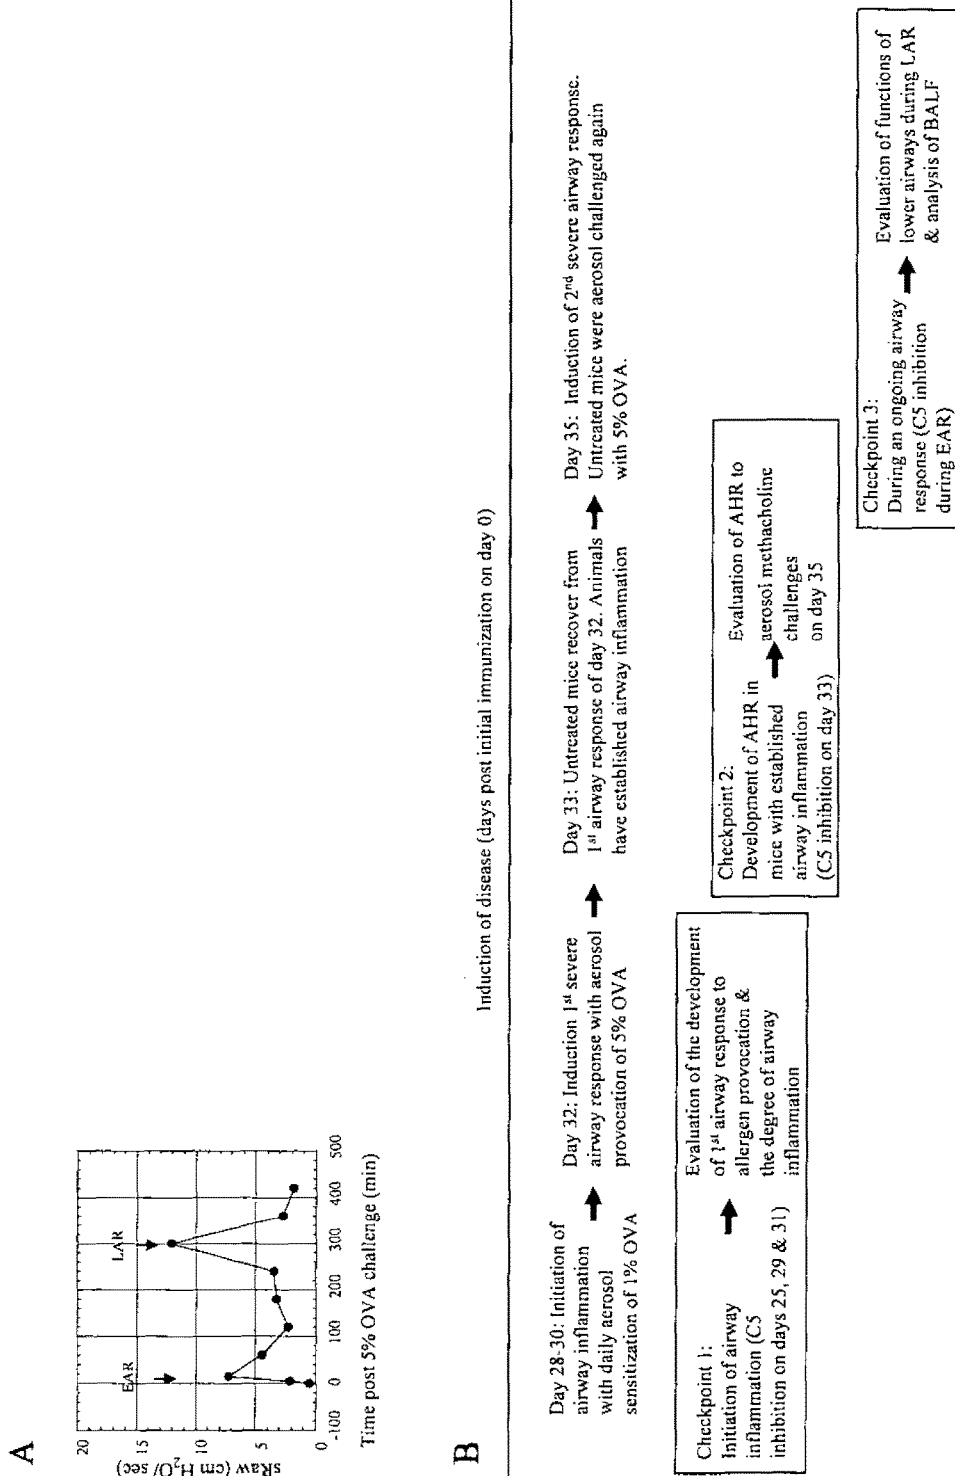 A
20
15
10
5
0
sRaw (cm H2O/ sec)
EAR
LAR
-100
0
100
200
300
400
500
Time post 5% OVA challenge (min)
B
Induction of disease (days post initial immunization on day 0)
Day 28-30: Initiation of
airway inflammation
with daily aerosol
sensitization of 1% OVA
Day 32: Induction 1st severe
airway response with aerosol
provocation of 5% OVA
Day 33: Untreated mice recover from
1st airway response of day 32. Animals
have established airway inflammation
Day 35: Induction of 2nd severe airway response.
Untreated mice were aerosol challenged again
with 5% OVA.
Checkpoint 1:
Initiation of airway
inflammation (C5
inhibition on days 25, 29 & 31)
Evaluation of the development
of 1st airway response to
allergen provocation &
the degree of airway
inflammation
Checkpoint 2:
Development of AHR in
mice with established
airway inflammation
(C5 inhibition on day 33)
Evaluation of AHR to
aerosol methacholine
challenges
on day 35
Checkpoint 3:
During an ongoing airway
response (C5 inhibition
during EAR)
Evaluation of functions of
lower airways during LAR
& analysis of BALF